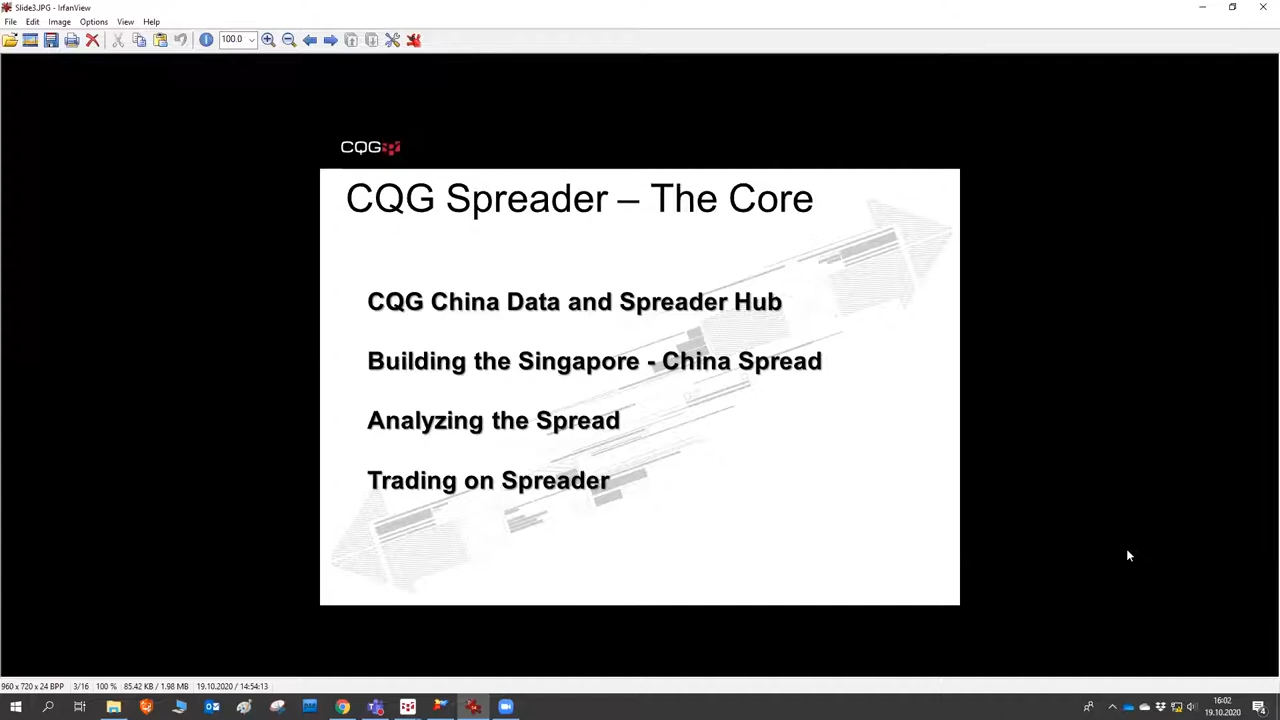 Slide3.JPG - IrfanView
File Edit Image Options View Help
100.0
CQG
CQG Spreader – The Core
CQG China Data and Spreader Hub
Building the Singapore - China Spread
Analyzing the Spread
Trading on Spreader
960 x 720 x 24 BPP 3/16 100 % 85.42 KB / 1.98 MB 19.10.2020 / 14:54:13
16:02
19.10.2020